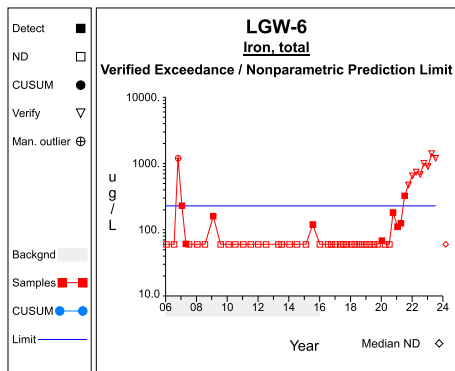 Detect
ND
CUSUM
Verify
Man. outlier
Backgnd
Samples
CUSUM
Limit
LGW-6
Iron, total
Verified Exceedance / Nonparametric Prediction Limit
10000.
1000.
100.
10.0
ug/L
06 08 10 12 14 16 18 20 22 24
Year
Median ND